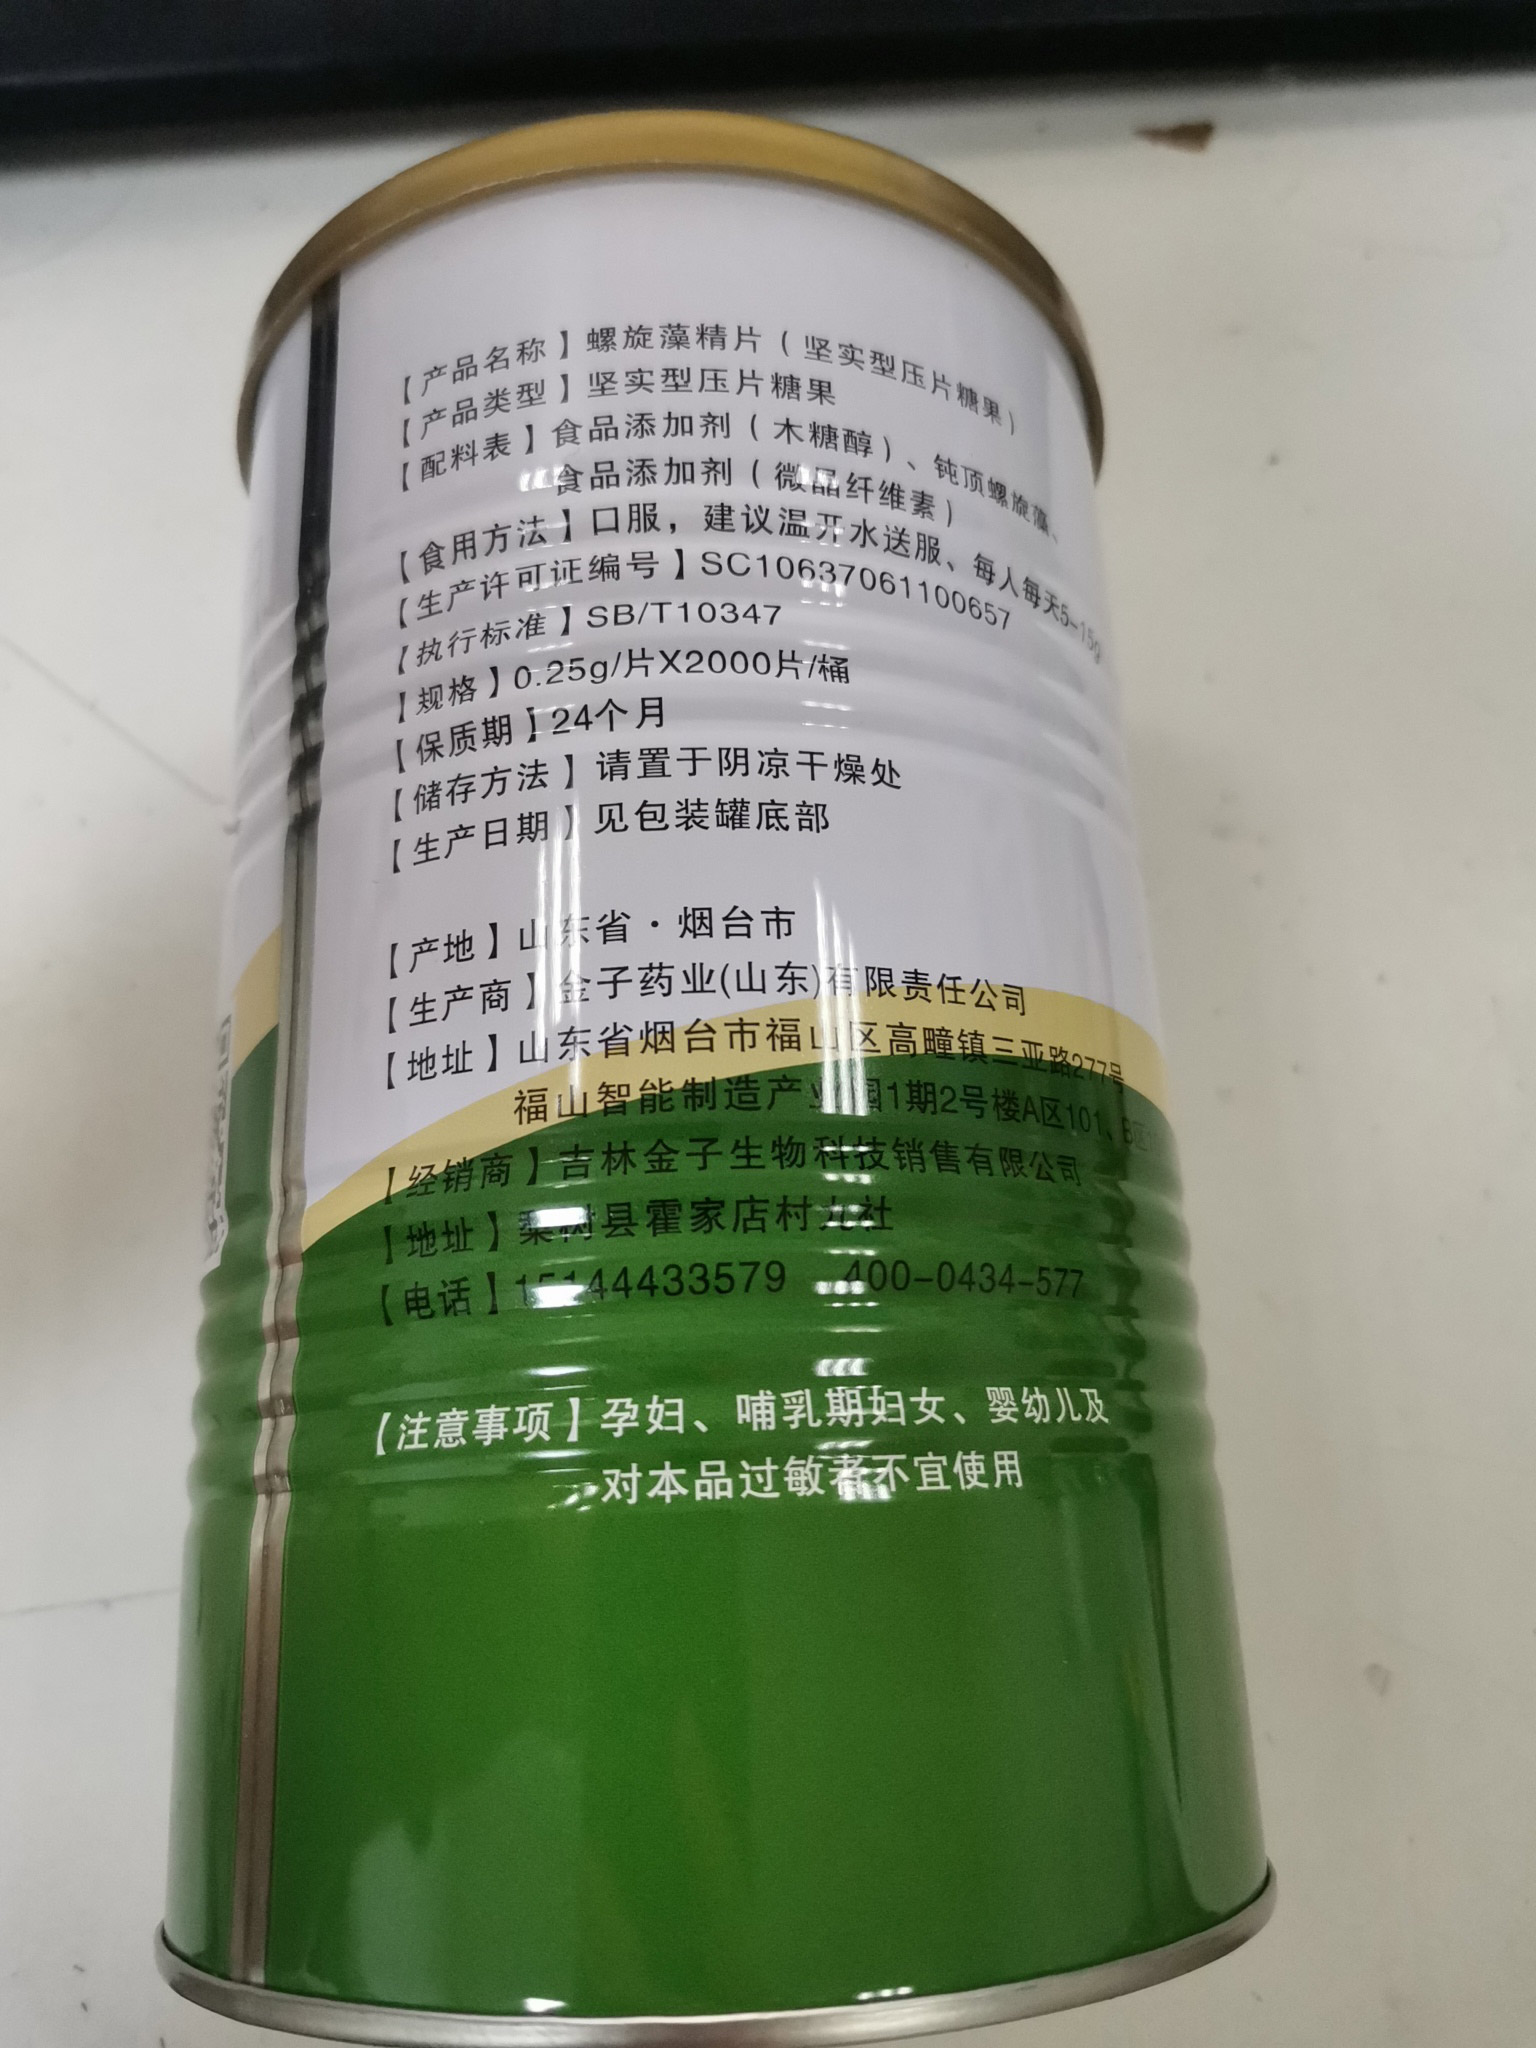 【产品名称】螺旋藻精片(坚实型压片糖果)
【产品类型】坚实型压片糖果
【配料表】食品添加剂(木糖醇)、钝顶螺旋藻、
食品添加剂(微晶纤维素)
【食用方法】口服，建议温开水送服、每人每天5-15g
【生产许可证编号】SC10637061100657
【执行标准】SB/T10347
【规格】0.25g/片X2000片/桶
【保质期】24个月
【储存方法】请置于阴凉干燥处
【生产日期】见包装罐底部
【产地】山东省·烟台市
【生产商】金子药业(山东)有限责任公司
【地址】山东省烟台市福山区高疃镇三亚路277号
福山智能制造产业园1期2号楼A区101、B区
【经销商】吉林金子生物科技销售有限公司
【地址】梨树县霍家店村九社
【电话】15144433579 400-0434-577
【注意事项】孕妇、哺乳期妇女、婴幼儿及
对本品过敏者不宜使用